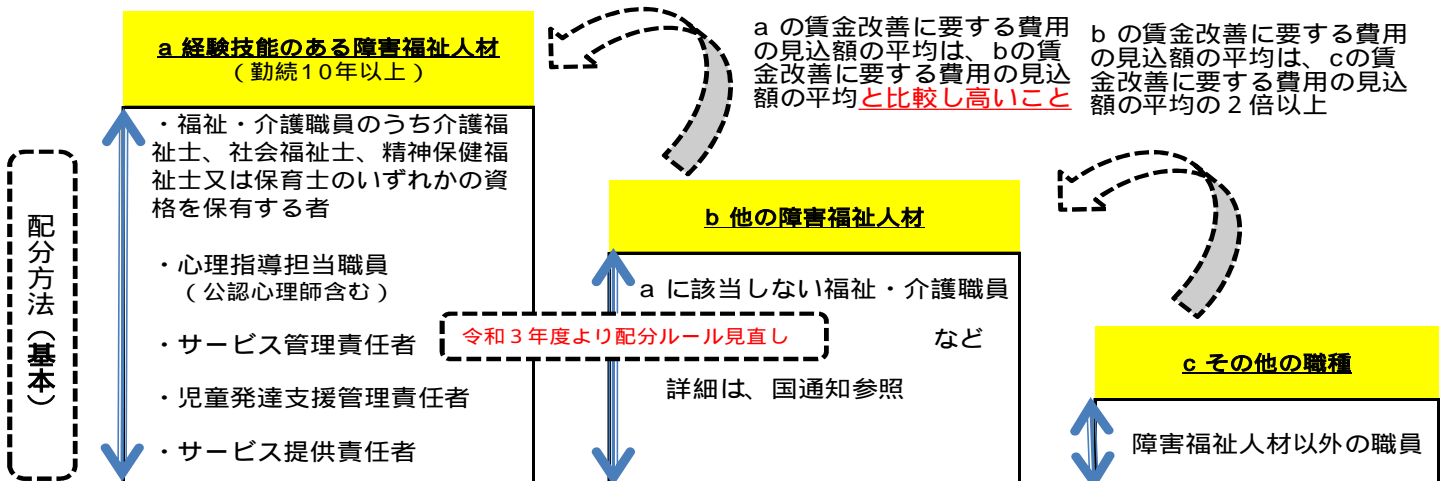 配分方法（基本）
a 経験技能のある障害福祉人材
（勤続10年以上）
・福祉・介護職員のうち介護福
祉士、社会福祉士、精神保健福
祉士又は保育士のいずれかの資
格を保有する者
・心理指導担当職員
（公認心理師含む）
・サービス管理責任者
・児童発達支援管理責任者
・サービス提供責任者
a の賃金改善に要する費用
の見込額の平均は、bの賃
金改善に要する費用の見込
額の平均と比較し高いこと
b の賃金改善に要する費用
の見込額の平均は、cの賃
金改善に要する費用の見込
額の平均の２倍以上
b 他の障害福祉人材
a に該当しない福祉・介護職員
など
令和３年度より配分ルール見直し
詳細は、国通知参照
c その他の職種
障害福祉人材以外の職員